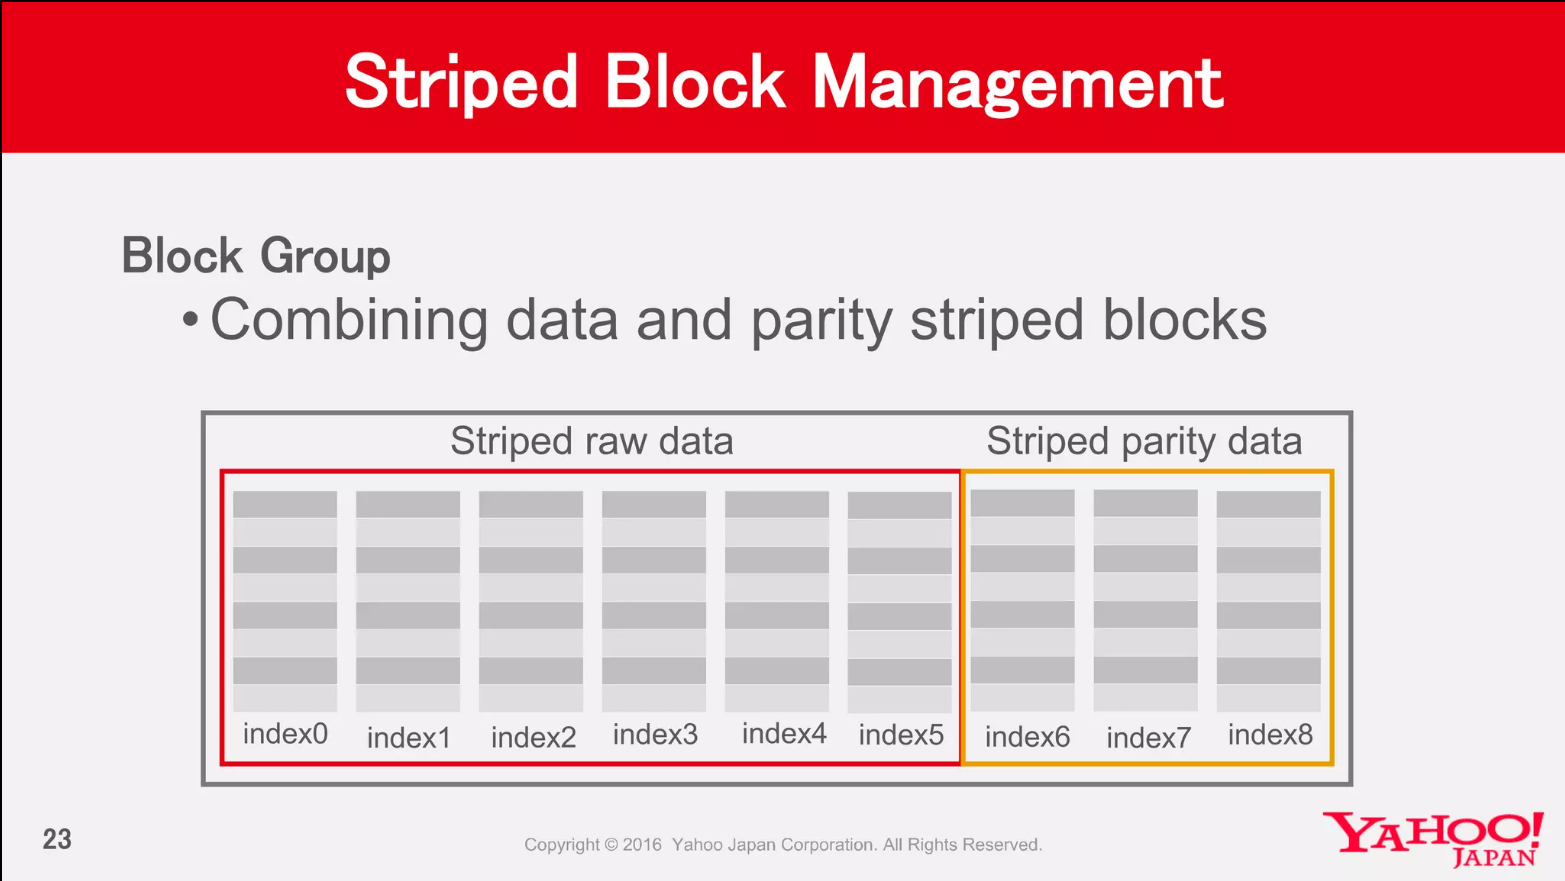 Striped Block Management
Block Group
• Combining data and parity striped blocks
Striped raw data
Striped parity data
index0
index1
index2
index3
index4
index5
index6
index7
index8
23
Copyright © 2016 Yahoo Japan Corporation. All Rights Reserved.
YAHOO!
JAPAN